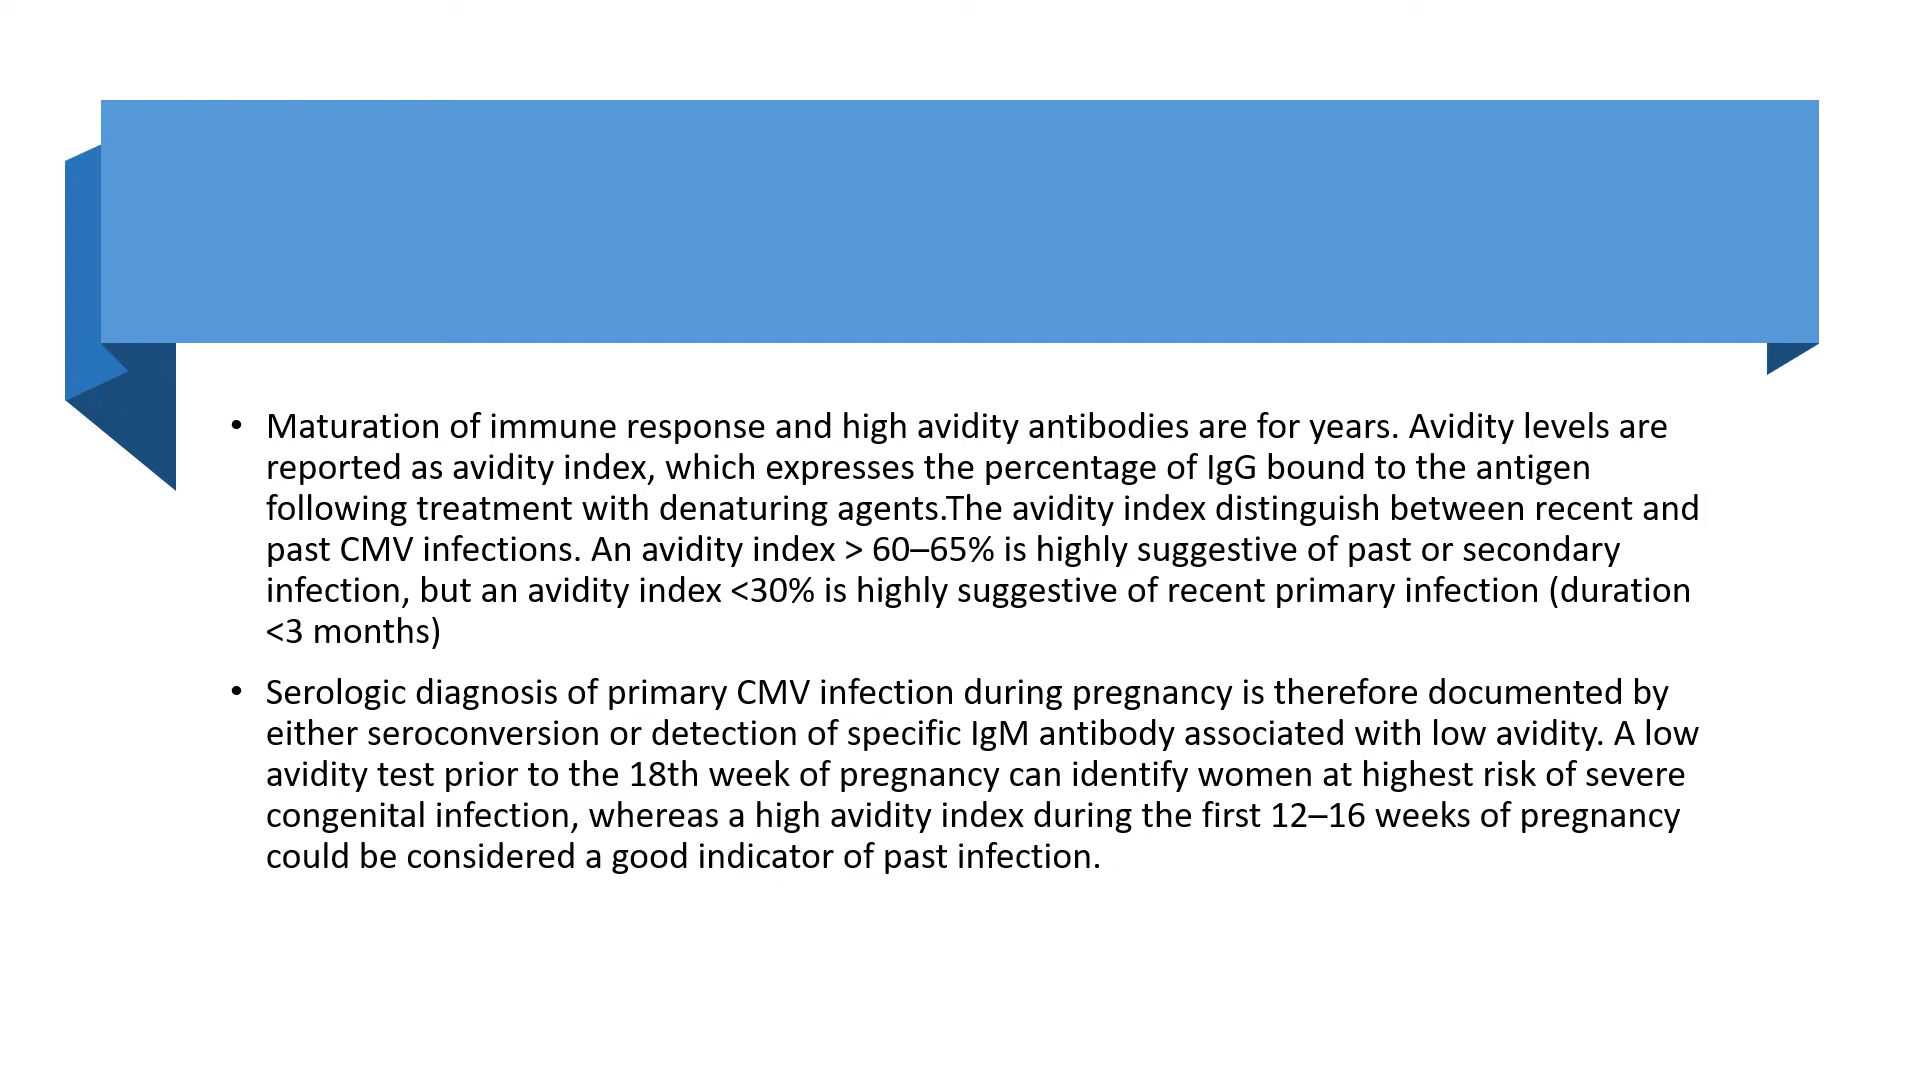 • Maturation of immune response and high avidity antibodies are for years. Avidity levels are
reported as avidity index, which expresses the percentage of IgG bound to the antigen
following treatment with denaturing agents.The avidity index distinguish between recent and
past CMV infections. An avidity index > 60–65% is highly suggestive of past or secondary
infection, but an avidity index <30% is highly suggestive of recent primary infection (duration
<3 months)
• Serologic diagnosis of primary CMV infection during pregnancy is therefore documented by
either seroconversion or detection of specific IgM antibody associated with low avidity. A low
avidity test prior to the 18th week of pregnancy can identify women at highest risk of severe
congenital infection, whereas a high avidity index during the first 12–16 weeks of pregnancy
could be considered a good indicator of past infection.